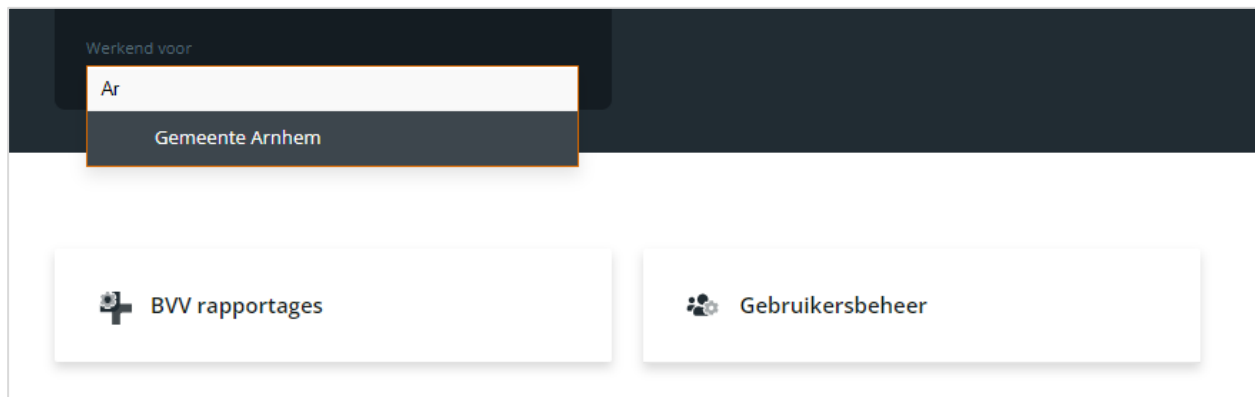 Werkend voor
Ar
Gemeente Arnhem
BVV rapportages
Gebruikersbeheer